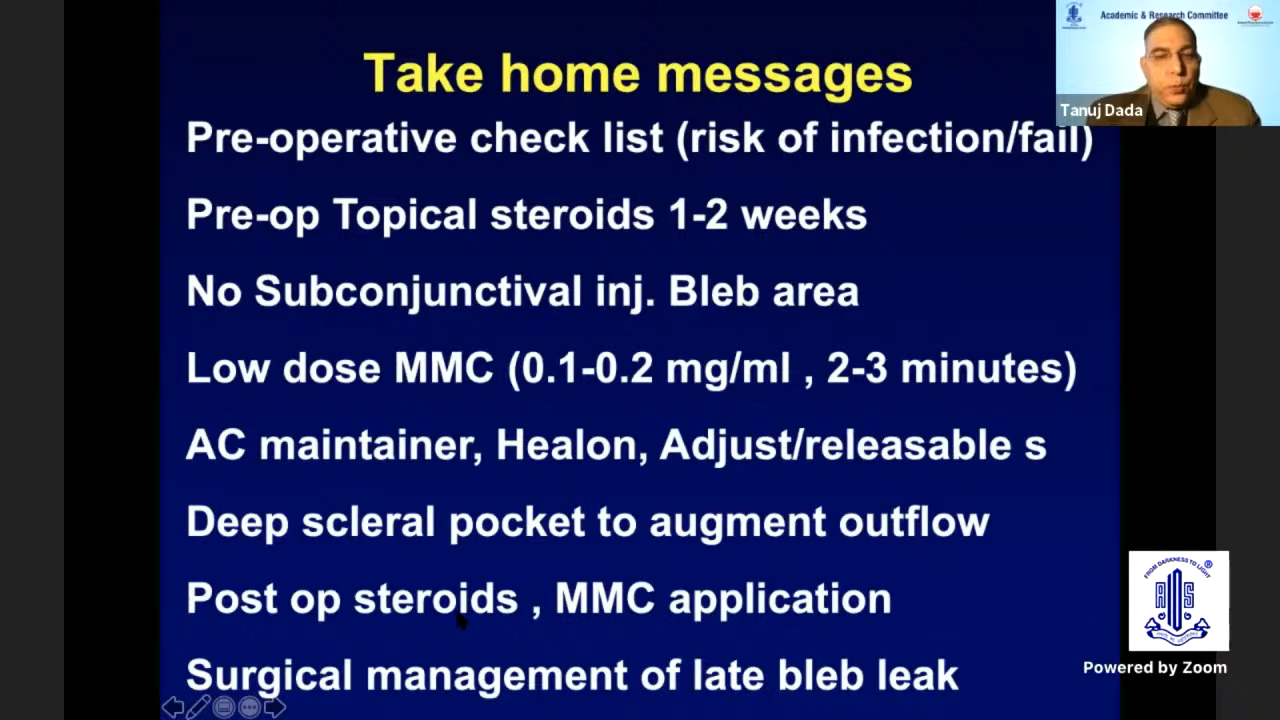 Academic & Research Committee
Tanuj Dada
Take home messages
Pre-operative check list (risk of infection/fail)
Pre-op Topical steroids 1-2 weeks
No Subconjunctival inj. Bleb area
Low dose MMC (0.1-0.2 mg/ml , 2-3 minutes)
AC maintainer, Healon, Adjust/releasable s
Deep scleral pocket to augment outflow
Post op steroids , MMC application
Surgical management of late bleb leak
FROM DARKNESS TO LIGHT
®
AIOS
Powered by Zoom